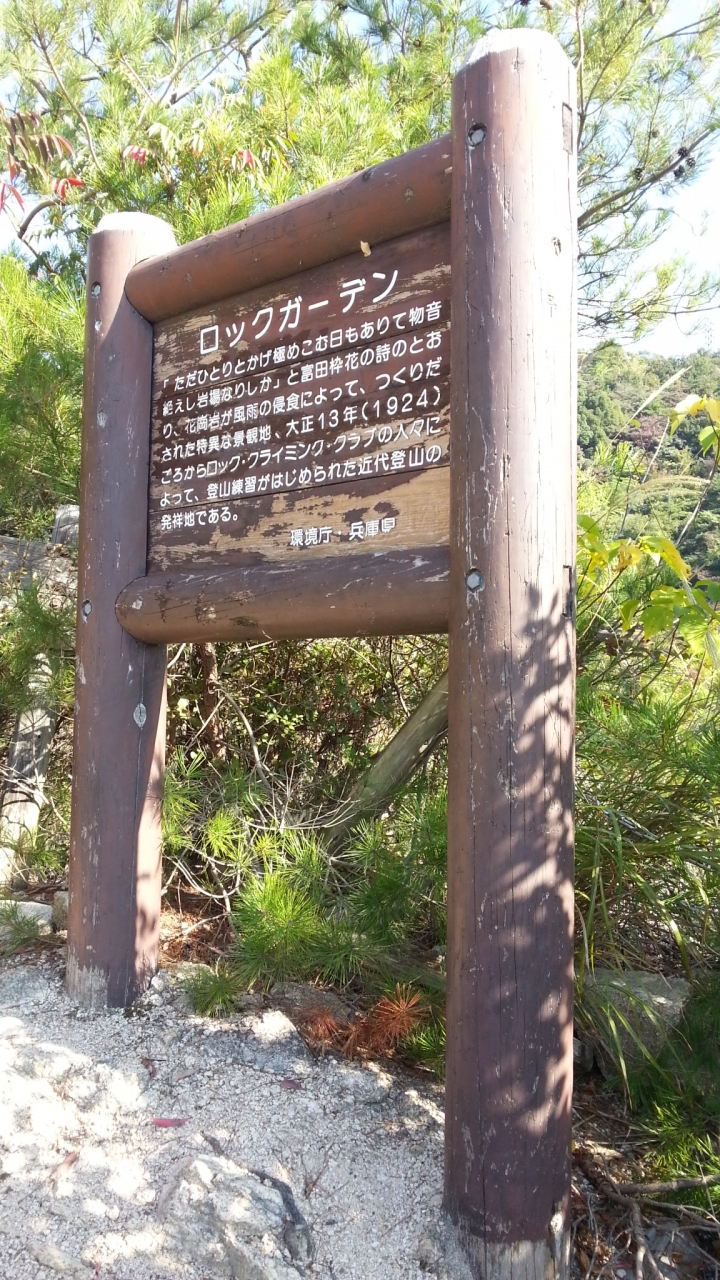 ロックガーデン
「ただひとりとかげ極めこむ日もありて物音
絶えし岩場なりしか」と富田枠花の詩のとお
り、花崗岩が風雨の侵食によって、つくりだ
された特異な景観地、大正13年(1924)
ごろからロック・クライミング・クラブの人々に
よって、登山練習がはじめられた近代登山の
発祥地である。
環境庁・兵庫県